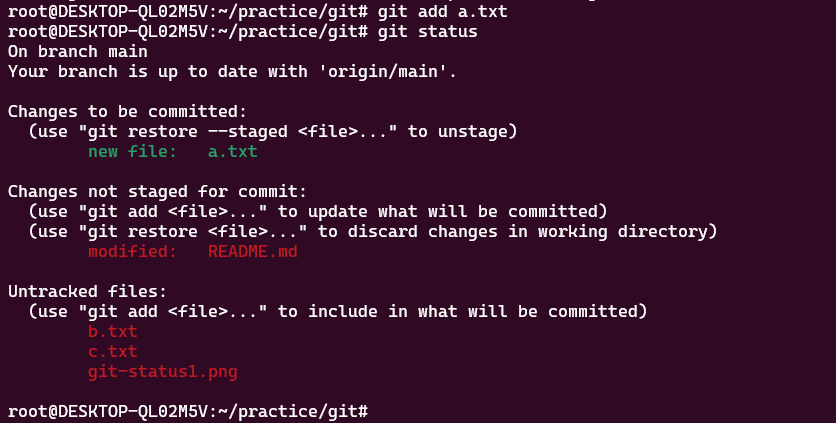 root@DESKTOP-QL02M5V:~/practice/git# git add a.txt
root@DESKTOP-QL02M5V:~/practice/git# git status
On branch main
Your branch is up to date with 'origin/main'.

Changes to be committed:
  (use "git restore --staged <file>..." to unstage)
        new file:   a.txt

Changes not staged for commit:
  (use "git add <file>..." to update what will be committed)
  (use "git restore <file>..." to discard changes in working directory)
        modified:   README.md

Untracked files:
  (use "git add <file>..." to include in what will be committed)
        b.txt
        c.txt
        git-status1.png

root@DESKTOP-QL02M5V:~/practice/git#